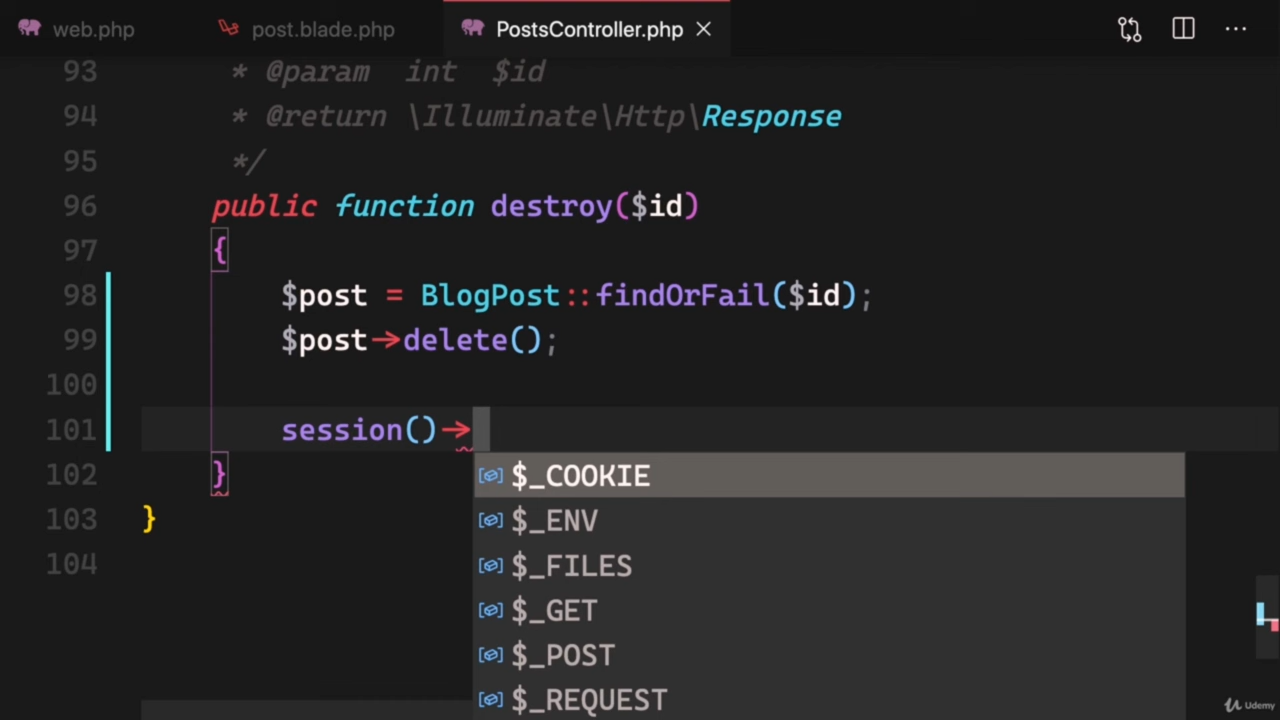 web.php post.blade.php PostsController.php
93 * @param int $id
94 * @return \Illuminate\Http\Response
95 */
96 public function destroy($id)
97 {
98 $post = BlogPost::findOrFail($id);
99 $post->delete();
100
101 session()->
102 }
103 }
104
$_COOKIE
$_ENV
$_FILES
$_GET
$_POST
$_REQUEST
Udemy